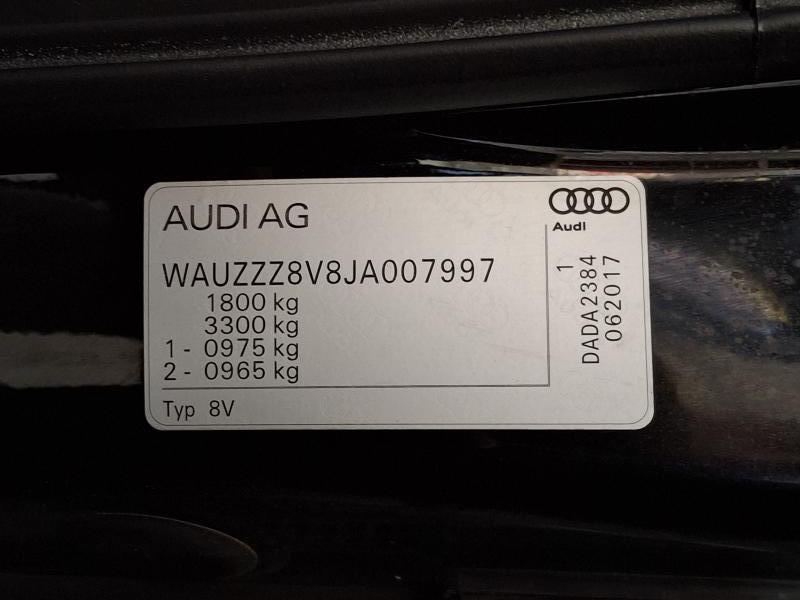 AUDI AG
Audi
WAUZZZ8V8JA007997
1800 kg
3300 kg
1 - 0975 kg
2 - 0965 kg
Typ 8V
1
DADA2384
062017